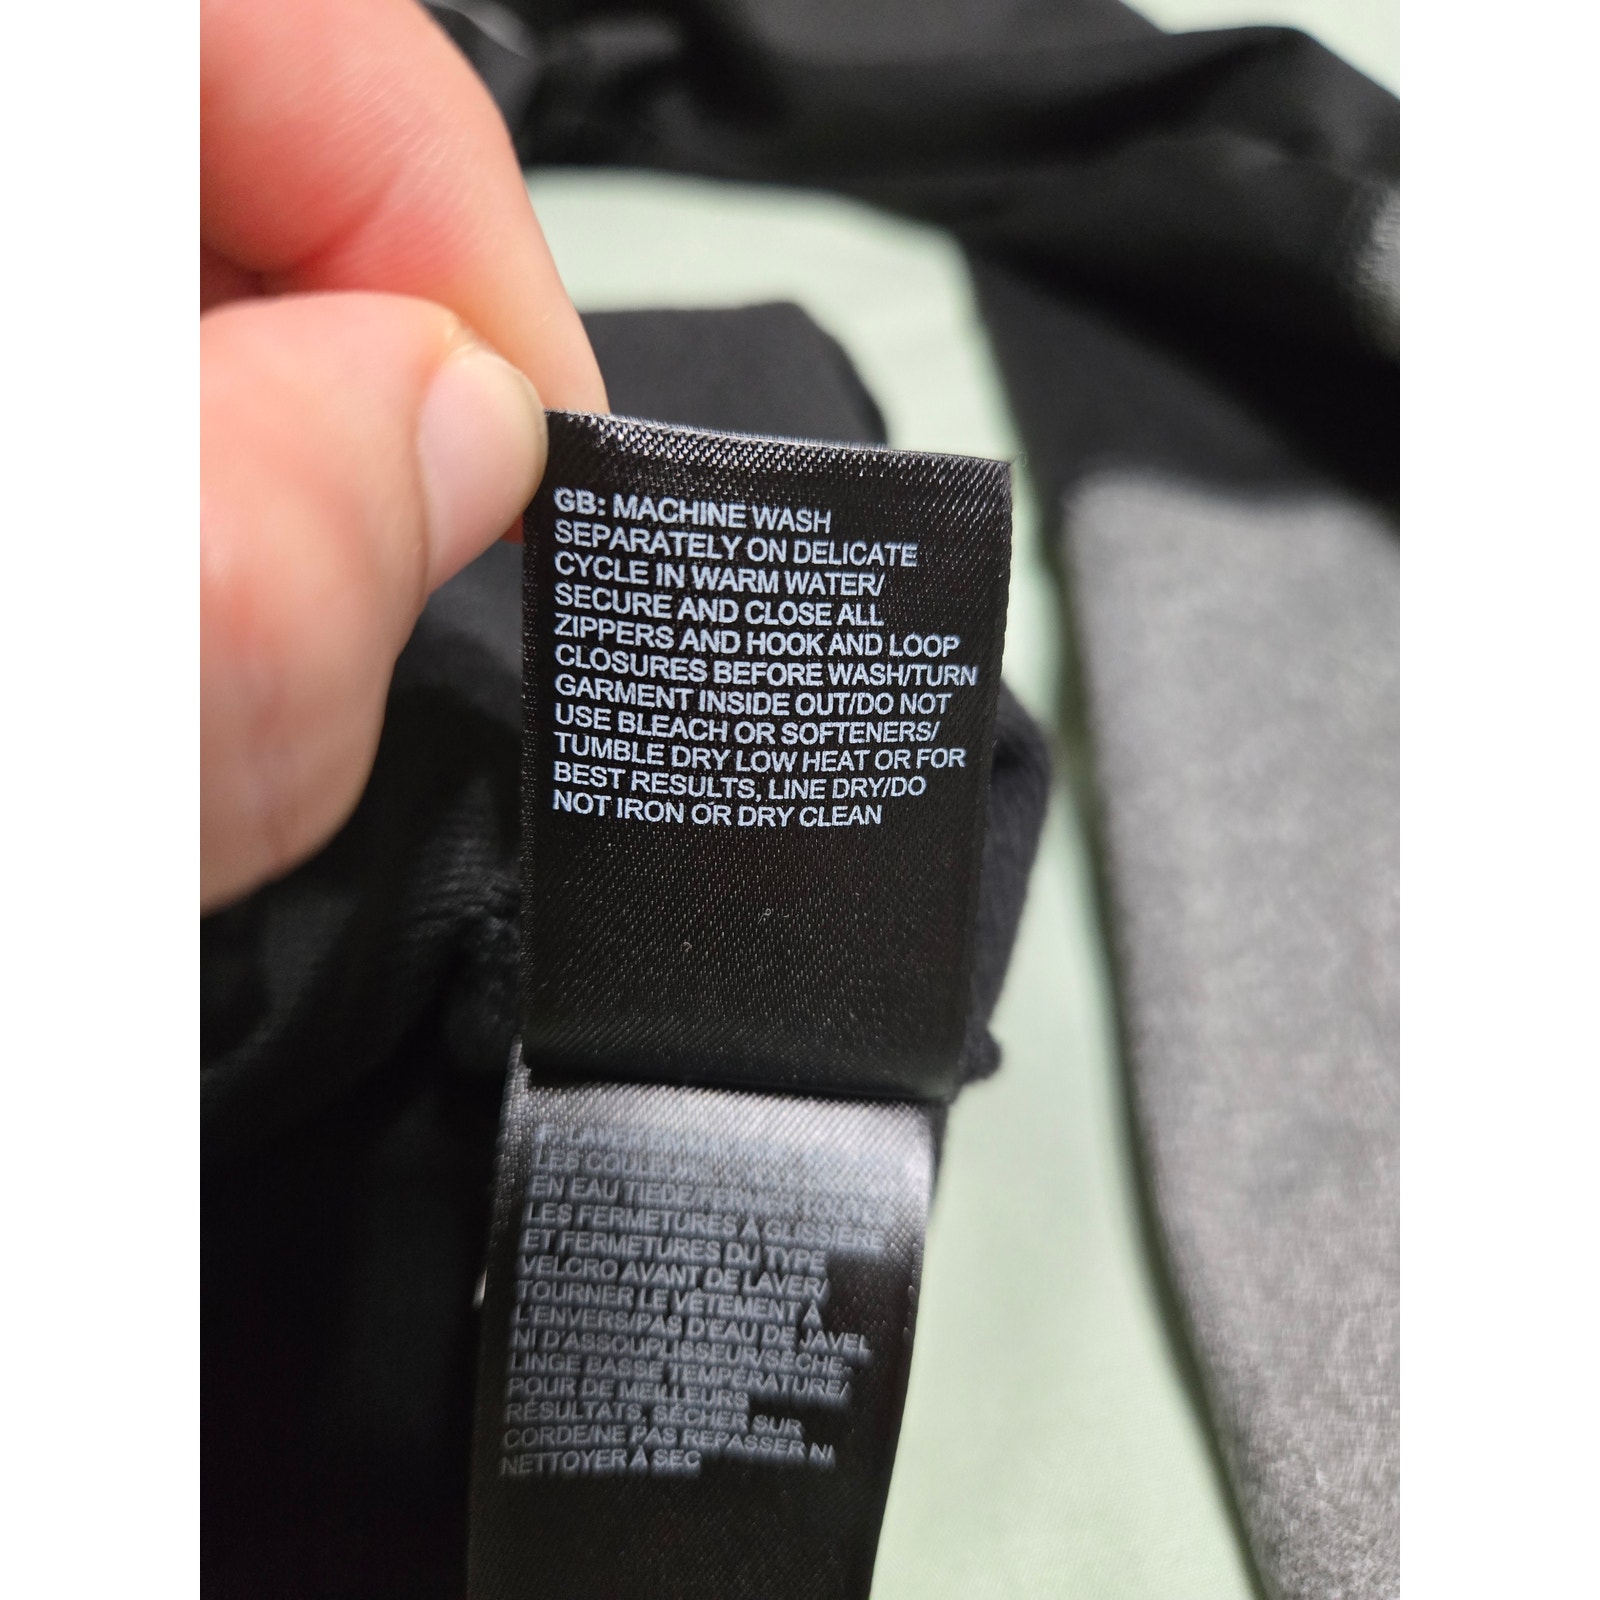 GB: MACHINE WASH
SEPARATELY ON DELICATE
CYCLE IN WARM WATER/
SECURE AND CLOSE ALL
ZIPPERS AND HOOK AND LOOP
CLOSURES BEFORE WASH/TURN
GARMENT INSIDE OUT/DO NOT
USE BLEACH OR SOFTENERS/
TUMBLE DRY LOW HEAT OR FOR
BEST RESULTS, LINE DRY/DO
NOT IRON OR DRY CLEAN
LES
EN EAU TIEDE/FERMER
LES FERMETURES À GLISSIÈRE
ET FERMETURES DU TYPE
VELCRO AVANT DE LAVER/
TOURNER LE VÊTEMENT À
L'ENVERS/PAS D'EAU DE JAVEL
NI D'ASSOUPLISSEUR/SÈCHE-
LINGE BASSE TEMPÉRATURE/
POUR DE MEILLEURS
RÉSULTATS, SÉCHER SUR
CORDE/NE PAS REPASSER NI
NETTOYER À SEC